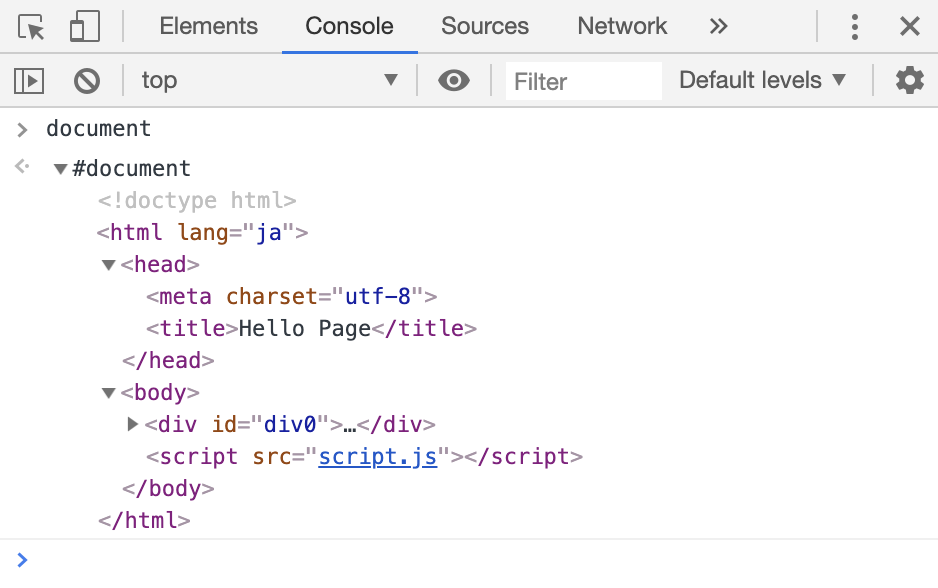 Elements Console Sources Network
top Filter Default levels
document
#document
<!doctype html>
<html lang="ja">
<head>
<meta charset="utf-8">
<title>Hello Page</title>
</head>
<body>
<div id="div0">…</div>
<script src="script.js"></script>
</body>
</html>